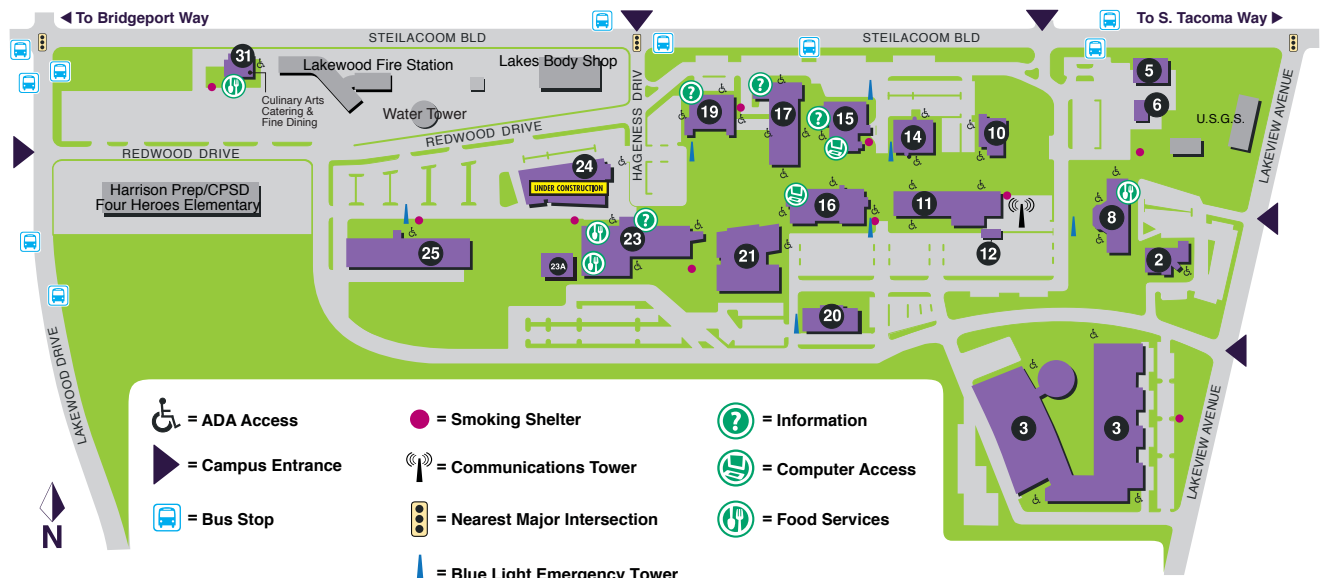 To Bridgeport Way
To S. Tacoma Way
STEILACOOM BLD
STEILACOOM BLD
31
Lakewood Fire Station
Lakes Body Shop
Culinary Arts
Catering &
Fine Dining
Water Tower
REDWOOD DRIVE
REDWOOD DRIVE
HAGENESS DRIV
LAKEVIEW AVENUE
U.S.G.S.
5
6
19
17
15
14
10
24
UNDER CONSTRUCTION
Harrison Prep/CPSD
Four Heroes Elementary
16
11
8
12
2
25
23
23A
21
20
LAKEWOOD DRIVE
3
3
LAKEVIEW AVENUE
= ADA Access
= Smoking Shelter
? = Information
= Campus Entrance
= Communications Tower
= Computer Access
= Bus Stop
= Nearest Major Intersection
= Food Services
= Blue Light Emergency Tower
N